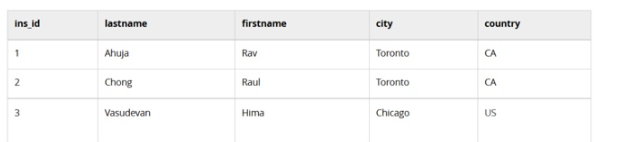 ins_id lastname firstname city country
1 Ahuja Rav Toronto CA
2 Chong Raul Toronto CA
3 Vasudevan Hima Chicago US